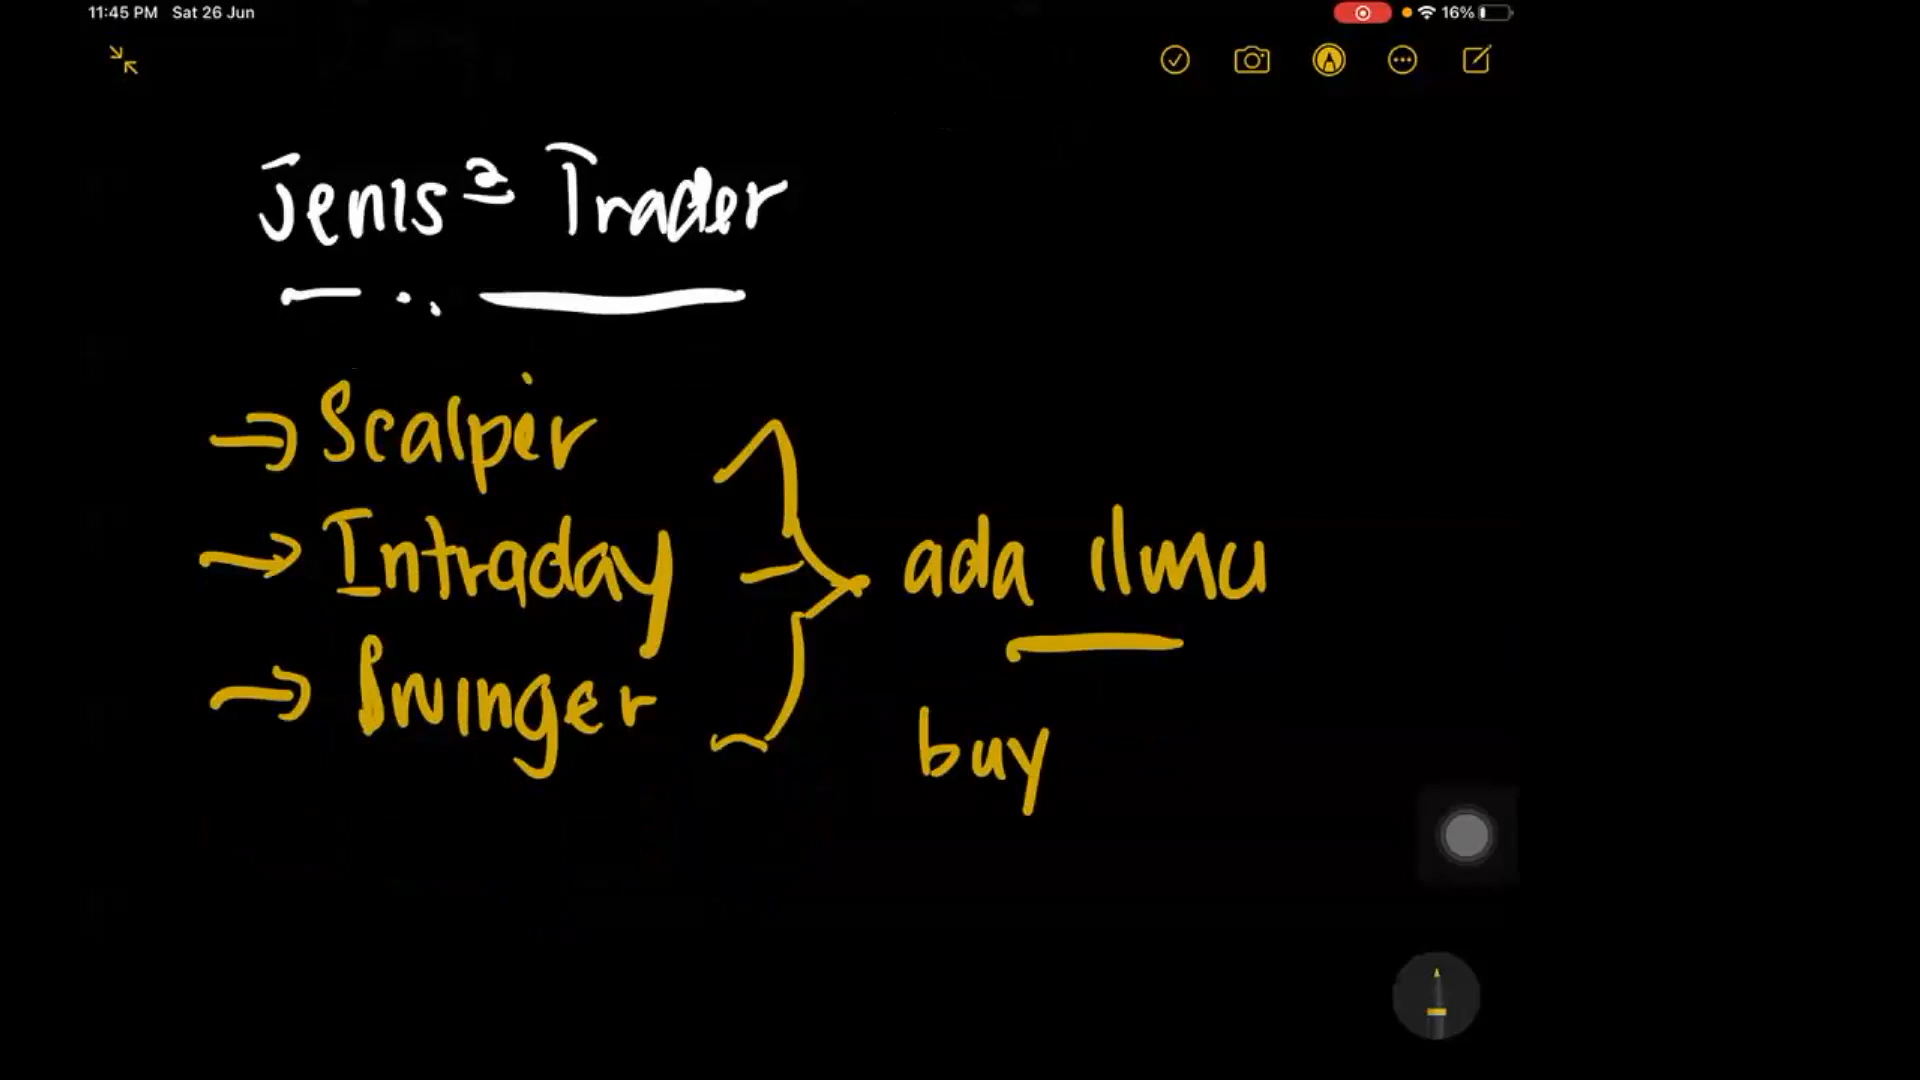 11:45 PM Sat 26 Jun
16%
Jenis² Trader
Scalper
Intraday
Swinger
ada ilmu
buy